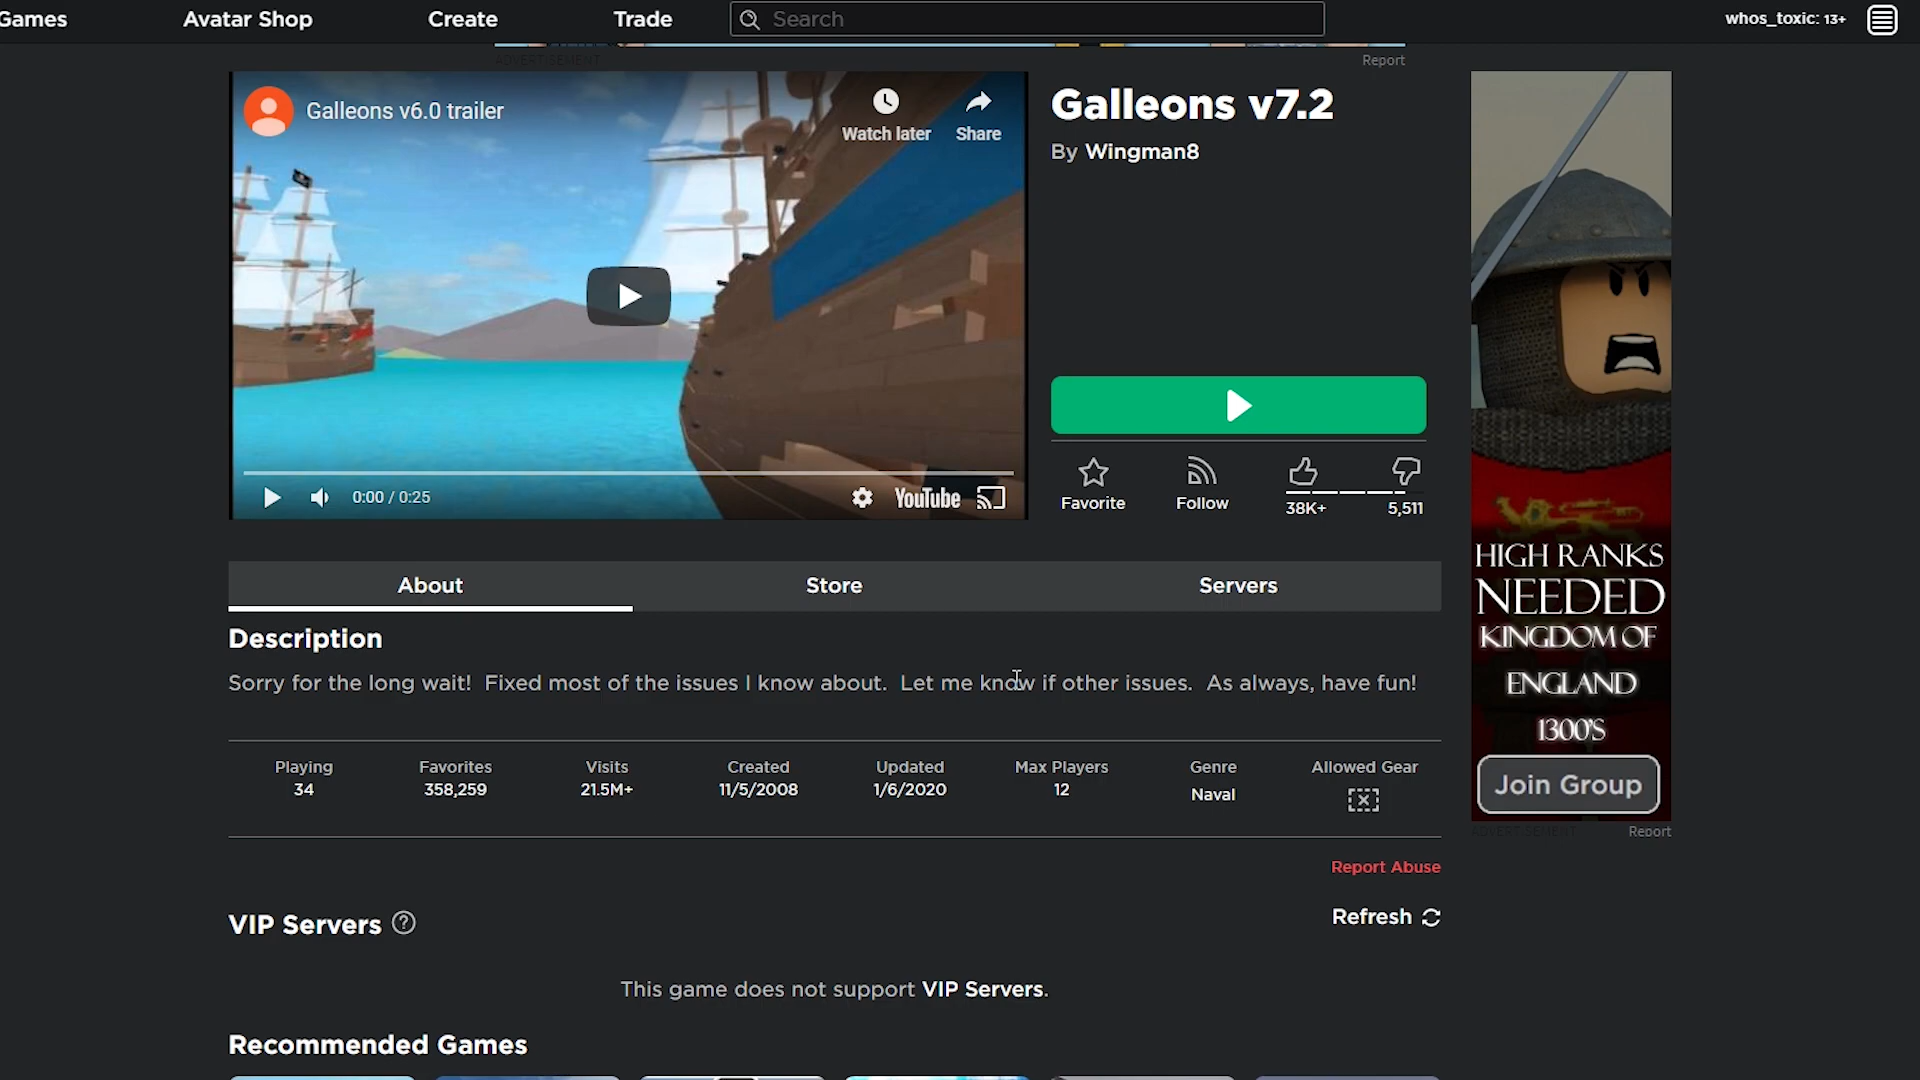 Games
Avatar Shop
Create
Trade
Search
whos_toxic: 13+
ADVERTISEMENT
Report
Galleons v6.0 trailer
Watch later
Share
0:00 / 0:25
YouTube
Galleons v7.2
By Wingman8
Favorite
Follow
38K+
5,511
HIGH RANKS
NEEDED
KINGDOM OF
ENGLAND
1300'S
Join Group
ADVERTISEMENT
Report
About
Store
Servers
Description
Sorry for the long wait!  Fixed most of the issues I know about.  Let me know if other issues.  As always, have fun!
Playing
34
Favorites
358,259
Visits
21.5M+
Created
11/5/2008
Updated
1/6/2020
Max Players
12
Genre
Naval
Allowed Gear
Report Abuse
VIP Servers
Refresh
This game does not support VIP Servers.
Recommended Games